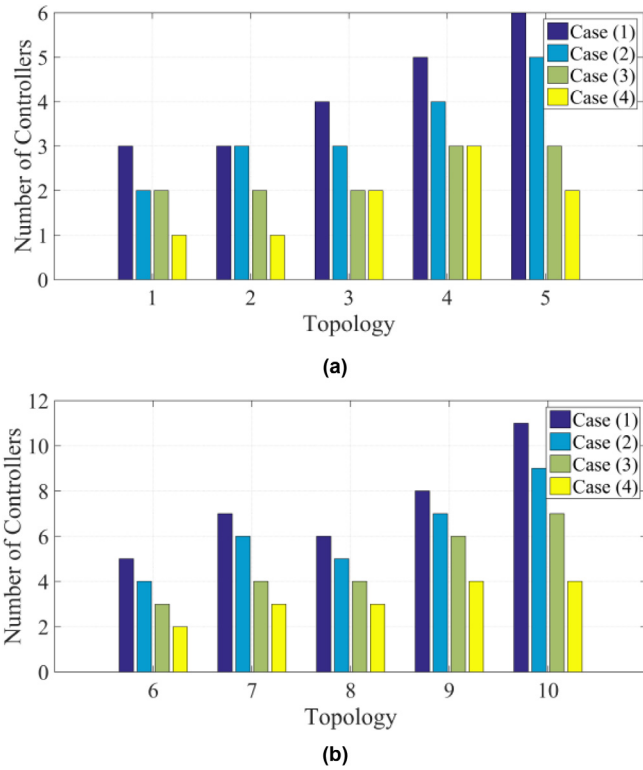 6
5
4
3
2
1
0
Number of Controllers
Case (1)
Case (2)
Case (3)
Case (4)
1 2 3 4 5
Topology
(a)
12
10
8
6
4
2
0
Number of Controllers
Case (1)
Case (2)
Case (3)
Case (4)
6 7 8 9 10
Topology
(b)